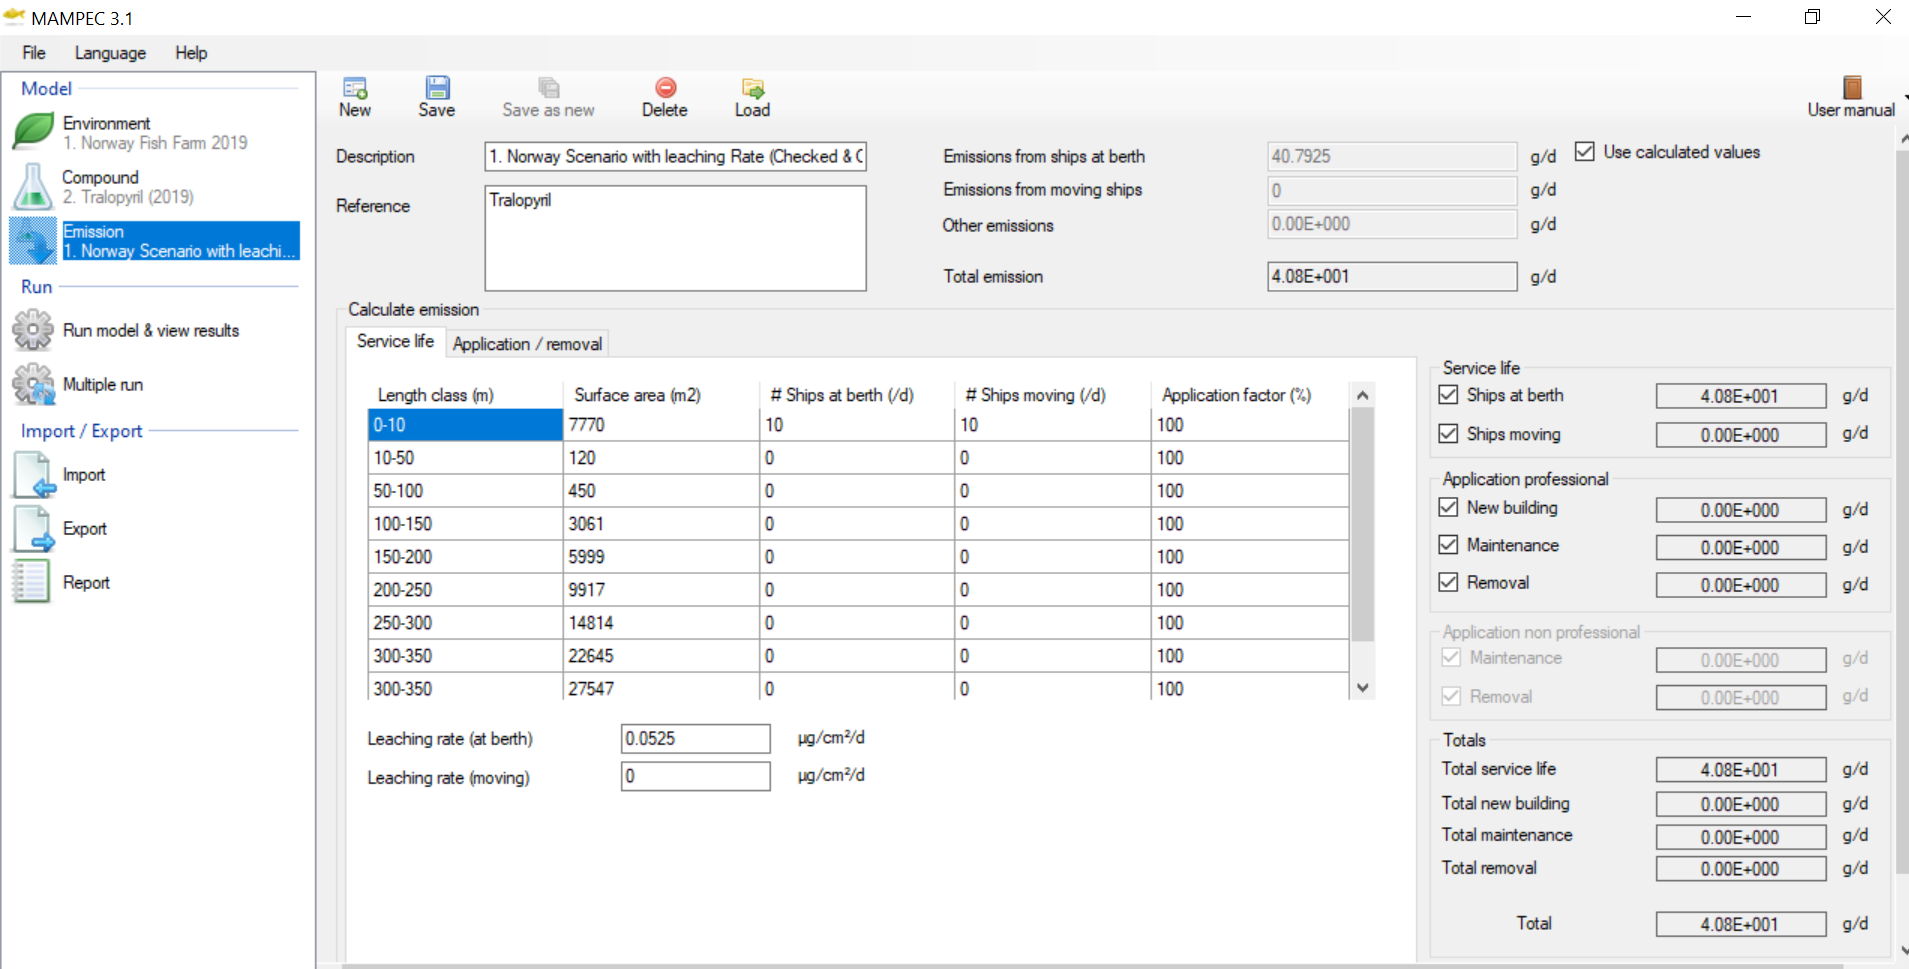 MAMPEC 3.1
File Language Help
Model
Environment
1. Norway Fish Farm 2019
Compound
2. Tralopyril (2019)
Emission
1. Norway Scenario with leachi...
Run
Run model & view results
Multiple run
Import / Export
Import
Export
Report
New Save Save as new Delete Load User manual
Description 1. Norway Scenario with leaching Rate (Checked & C
Reference Tralopyril
Emissions from ships at berth 40.7925 g/d
Emissions from moving ships 0 g/d
Other emissions 0.00E+000 g/d
Total emission 4.08E+001 g/d
Use calculated values
Calculate emission
Service life Application / removal
Length class (m) Surface area (m2) # Ships at berth (/d) # Ships moving (/d) Application factor (%)
0-10 7770 10 10 100
10-50 120 0 0 100
50-100 450 0 0 100
100-150 3061 0 0 100
150-200 5999 0 0 100
200-250 9917 0 0 100
250-300 14814 0 0 100
300-350 22645 0 0 100
300-350 27547 0 0 100
Leaching rate (at berth) 0.0525 µg/cm²/d
Leaching rate (moving) 0 µg/cm²/d
Service life
Ships at berth 4.08E+001 g/d
Ships moving 0.00E+000 g/d
Application professional
New building 0.00E+000 g/d
Maintenance 0.00E+000 g/d
Removal 0.00E+000 g/d
Application non professional
Maintenance 0.00E+000 g/d
Removal 0.00E+000 g/d
Totals
Total service life 4.08E+001 g/d
Total new building 0.00E+000 g/d
Total maintenance 0.00E+000 g/d
Total removal 0.00E+000 g/d
Total 4.08E+001 g/d